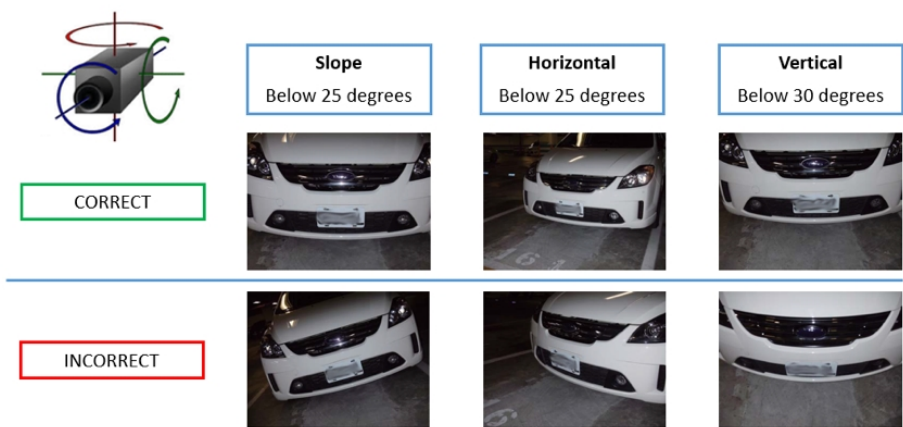 Slope
Below 25 degrees
Horizontal
Below 25 degrees
Vertical
Below 30 degrees
CORRECT
INCORRECT